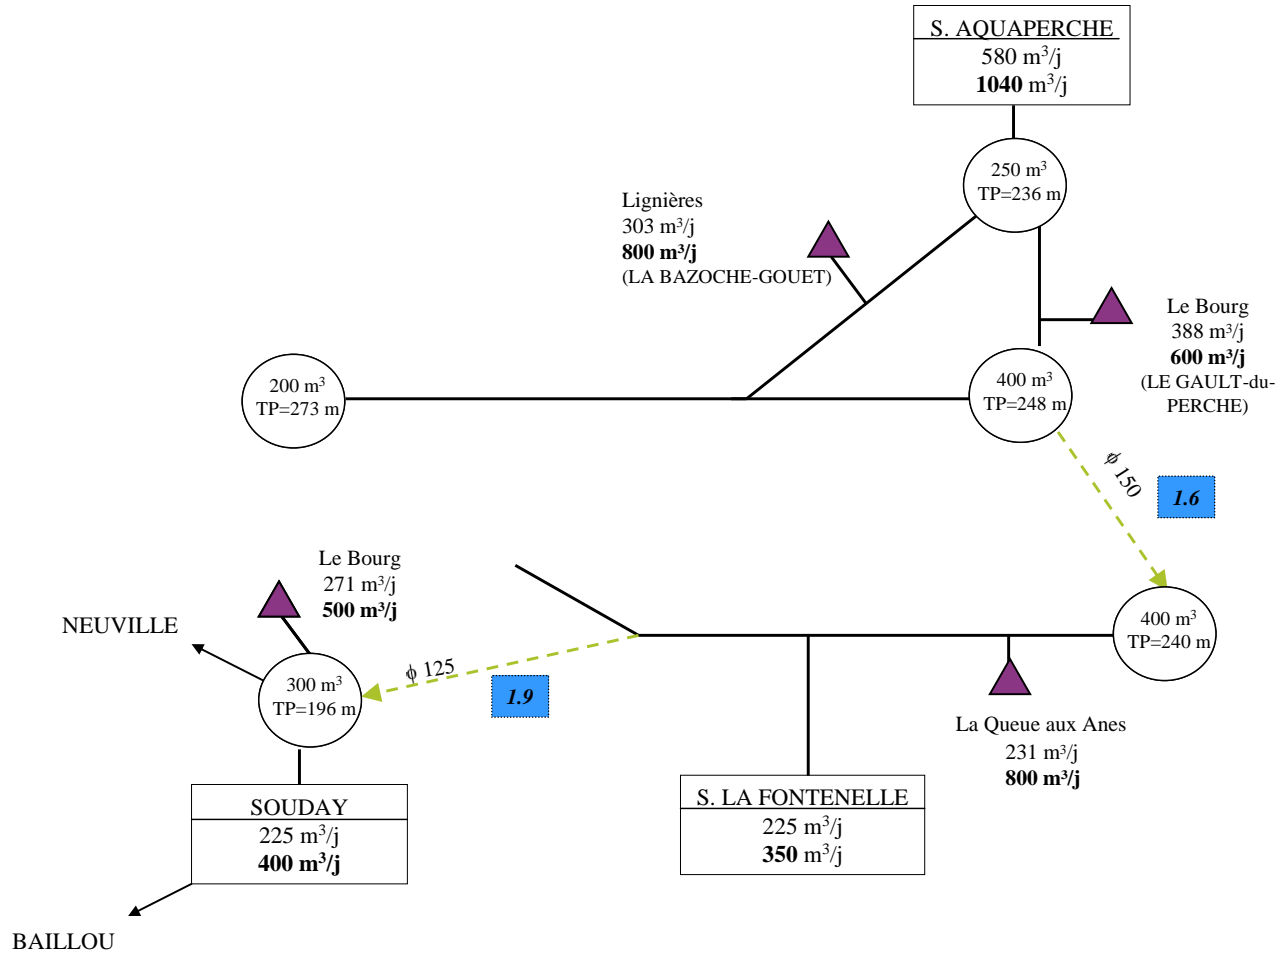 S. AQUAPERCHE
580 m³/j
1040 m³/j
250 m³
TP=236 m
Lignières
303 m³/j
800 m³/j
(LA BAZOCHE-GOUET)
Le Bourg
388 m³/j
600 m³/j
(LE GAULT-du-
PERCHE)
200 m³
TP=273 m
400 m³
TP=248 m
ϕ 150
1.6
Le Bourg
271 m³/j
500 m³/j
NEUVILLE
400 m³
TP=240 m
ϕ 125
1.9
300 m³
TP=196 m
La Queue aux Anes
231 m³/j
800 m³/j
SOUDAY
225 m³/j
400 m³/j
S. LA FONTENELLE
225 m³/j
350 m³/j
BAILLOU